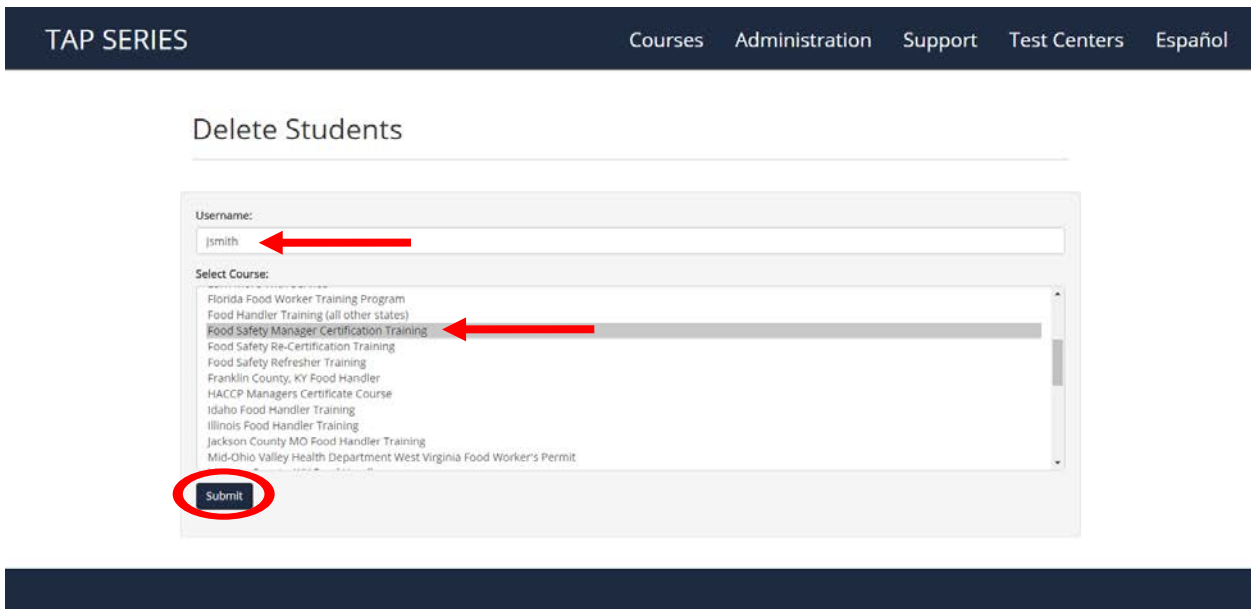 TAP SERIES
Courses Administration Support Test Centers Español
Delete Students
Username:
jsmith
Select Course:
Florida Food Worker Training Program
Food Handler Training (all other states)
Food Safety Manager Certification Training
Food Safety Re-Certification Training
Food Safety Refresher Training
Franklin County, KY Food Handler
HACCP Managers Certificate Course
Idaho Food Handler Training
Illinois Food Handler Training
Jackson County MO Food Handler Training
Mid-Ohio Valley Health Department West Virginia Food Worker's Permit
Submit